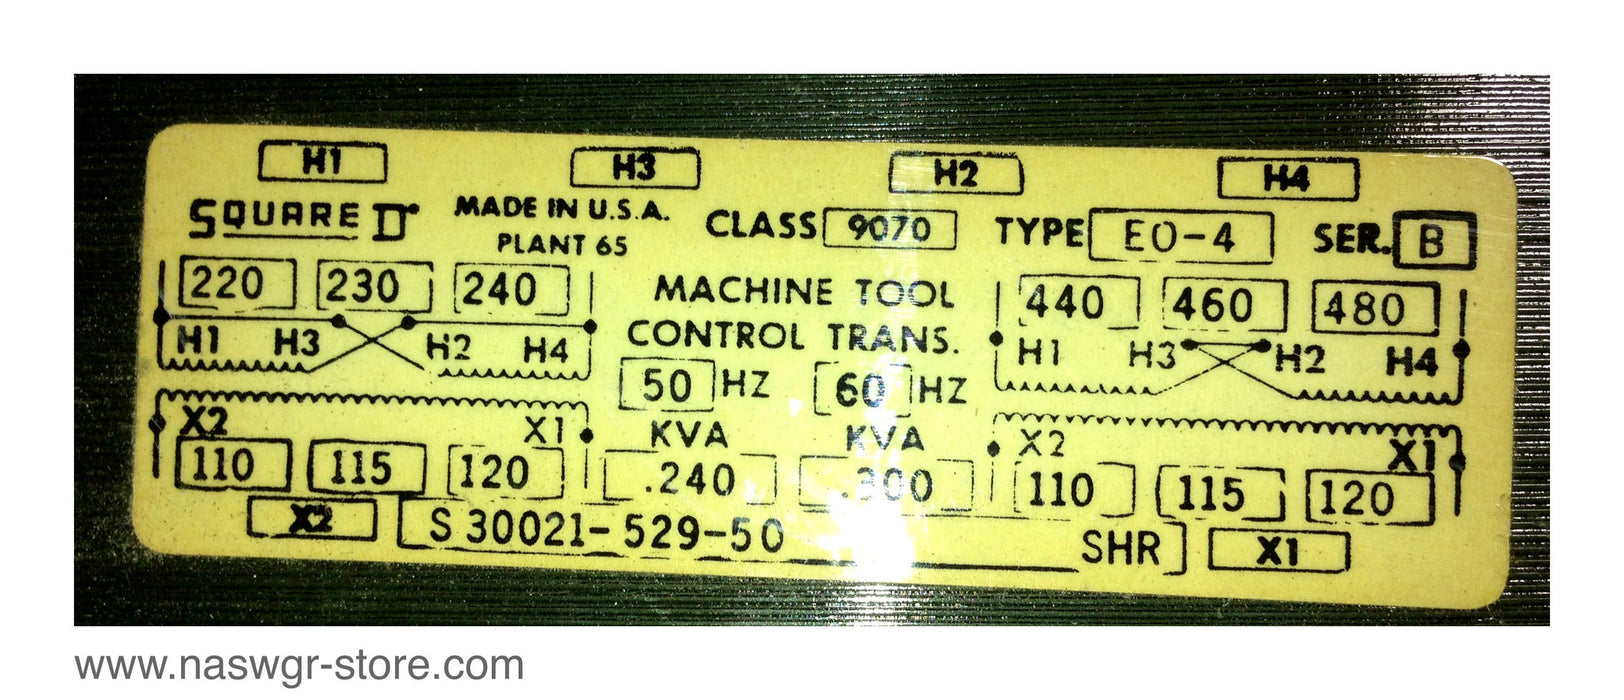 H1 H3 H2 H4
SQUARE D MADE IN U.S.A. CLASS 9070 TYPE EO-4 SER. B
PLANT 65
220 230 240 MACHINE TOOL 440 460 480
H1 H3 H2 H4 CONTROL TRANS. H1 H3 H2 H4
50 HZ 60 HZ
X2 X1 KVA KVA X2 X1
110 115 120 .240 .300 110 115 120
X2 S 30021-529-50 SHR X1
www.naswgr-store.com